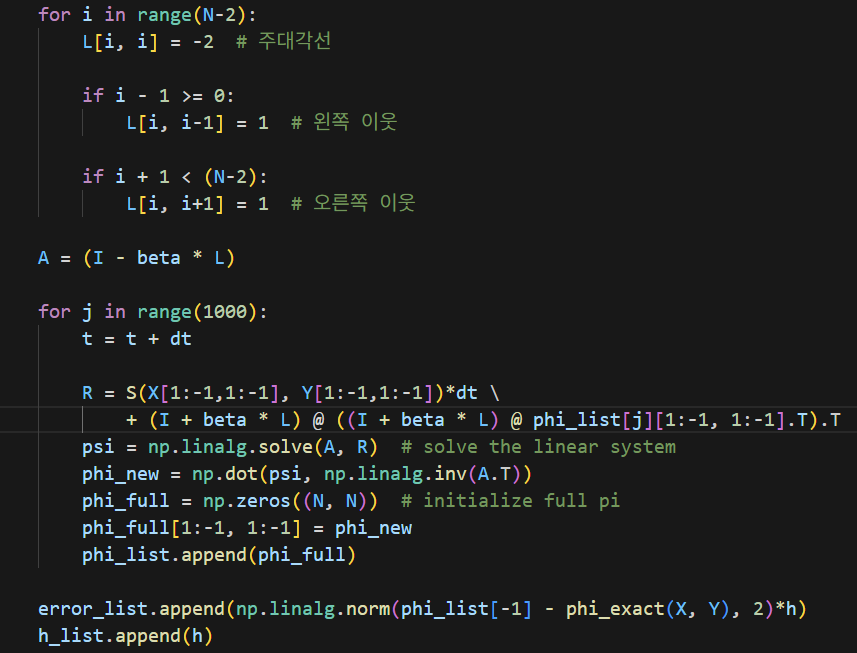 for i in range(N-2):
    L[i, i] = -2  # 주대각선

    if i - 1 >= 0:
        L[i, i-1] = 1  # 왼쪽 이웃

    if i + 1 < (N-2):
        L[i, i+1] = 1  # 오른쪽 이웃

A = (I - beta * L)

for j in range(1000):
    t = t + dt

    R = S(X[1:-1,1:-1], Y[1:-1,1:-1])*dt \
        + (I + beta * L) @ ((I + beta * L) @ phi_list[j][1:-1, 1:-1].T).T
    psi = np.linalg.solve(A, R)  # solve the linear system
    phi_new = np.dot(psi, np.linalg.inv(A.T))
    phi_full = np.zeros((N, N))  # initialize full pi
    phi_full[1:-1, 1:-1] = phi_new
    phi_list.append(phi_full)

error_list.append(np.linalg.norm(phi_list[-1] - phi_exact(X, Y), 2)*h)
h_list.append(h)